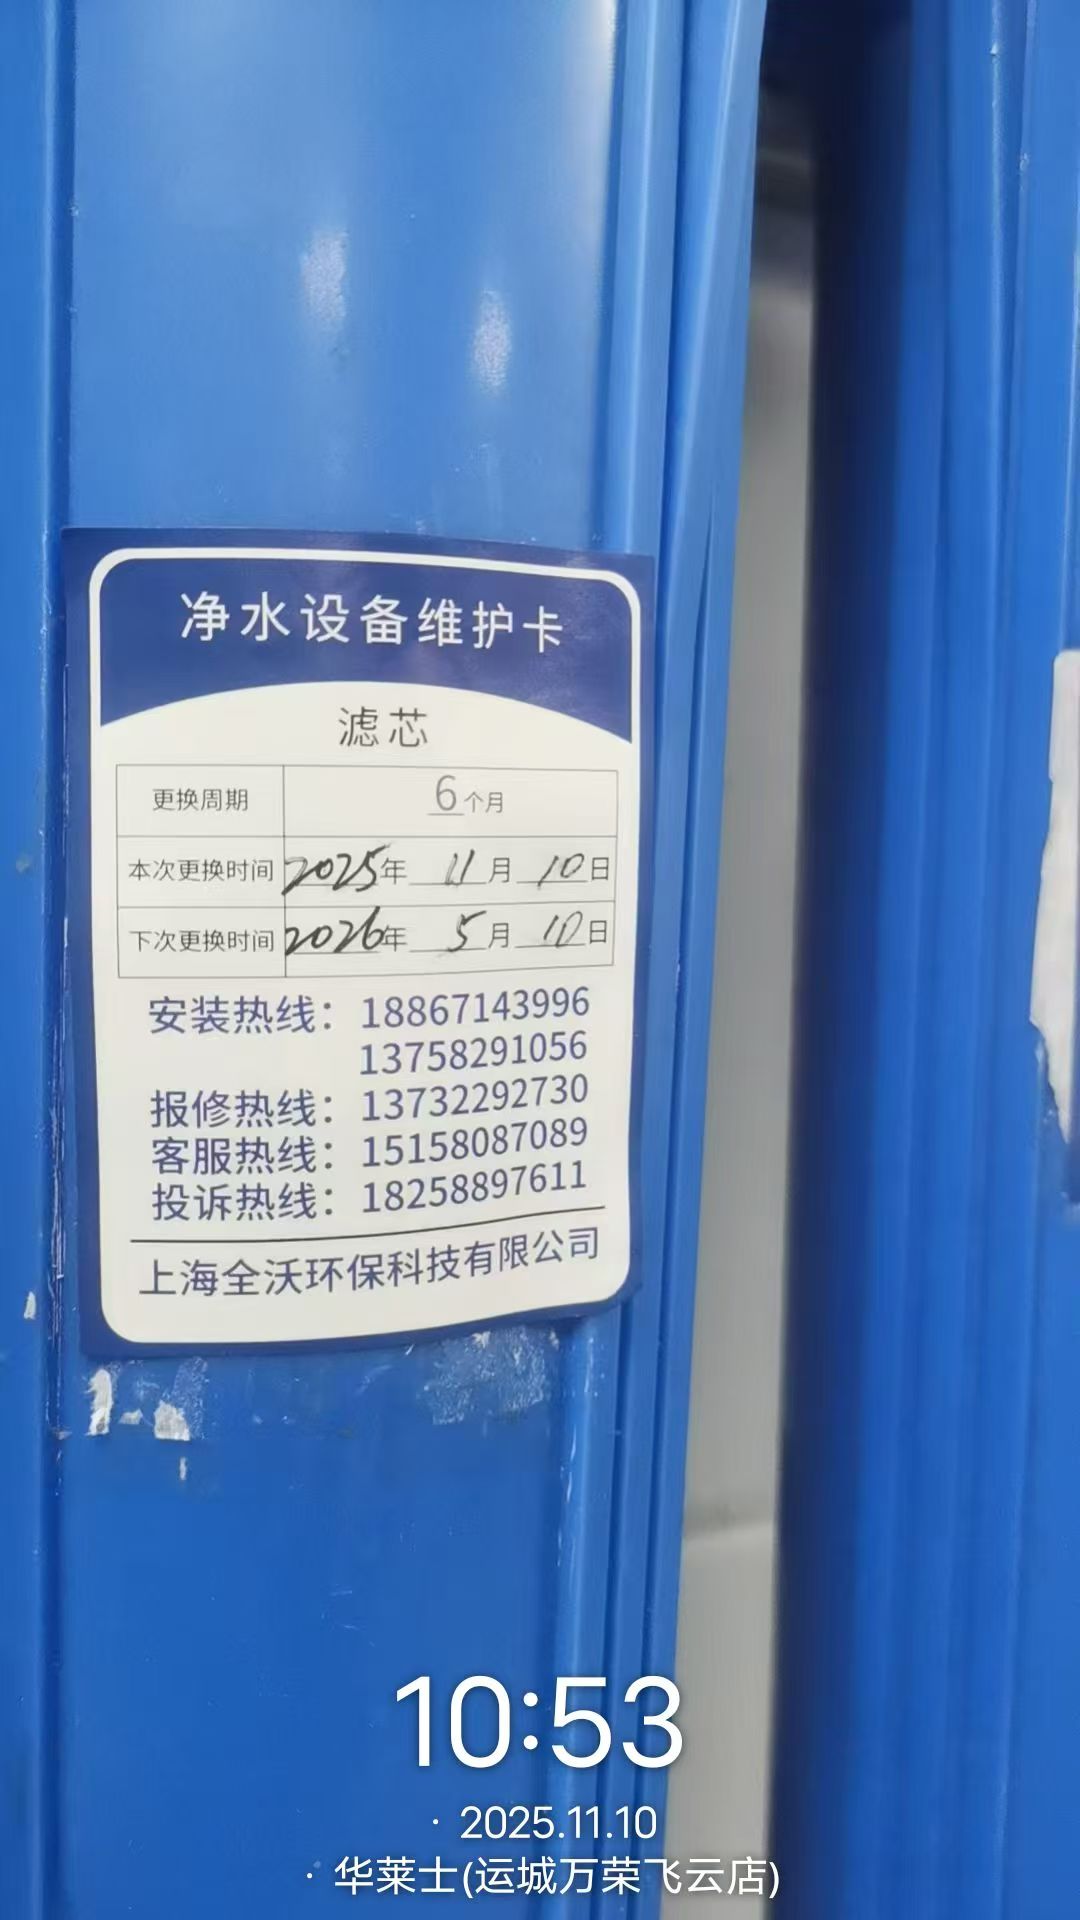 净水设备维护卡
滤芯
更换周期 6个月
本次更换时间 2025年 11月 10日
下次更换时间 2026年 5月 10日
安装热线：18867143996
13758291056
报修热线：13732292730
客服热线：15158087089
投诉热线：18258897611
上海全沃环保科技有限公司
10:53
· 2025.11.10
· 华莱士(运城万荣飞云店)